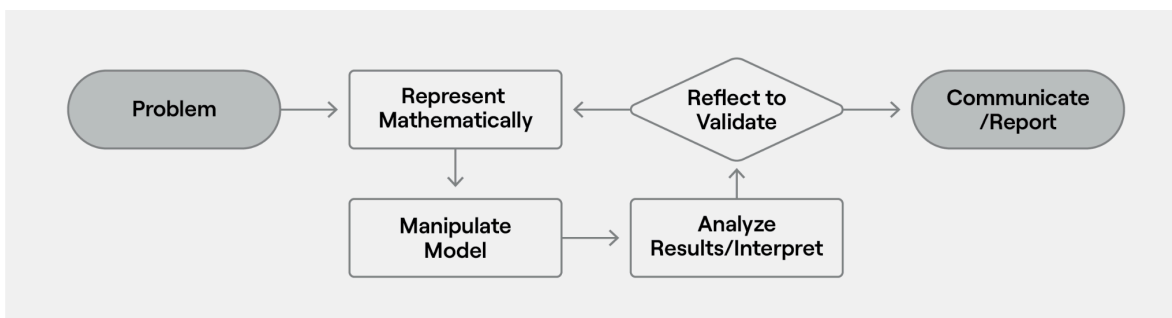 Problem
Represent
Mathematically
Reflect to
Validate
Communicate
/Report
Manipulate
Model
Analyze
Results/Interpret